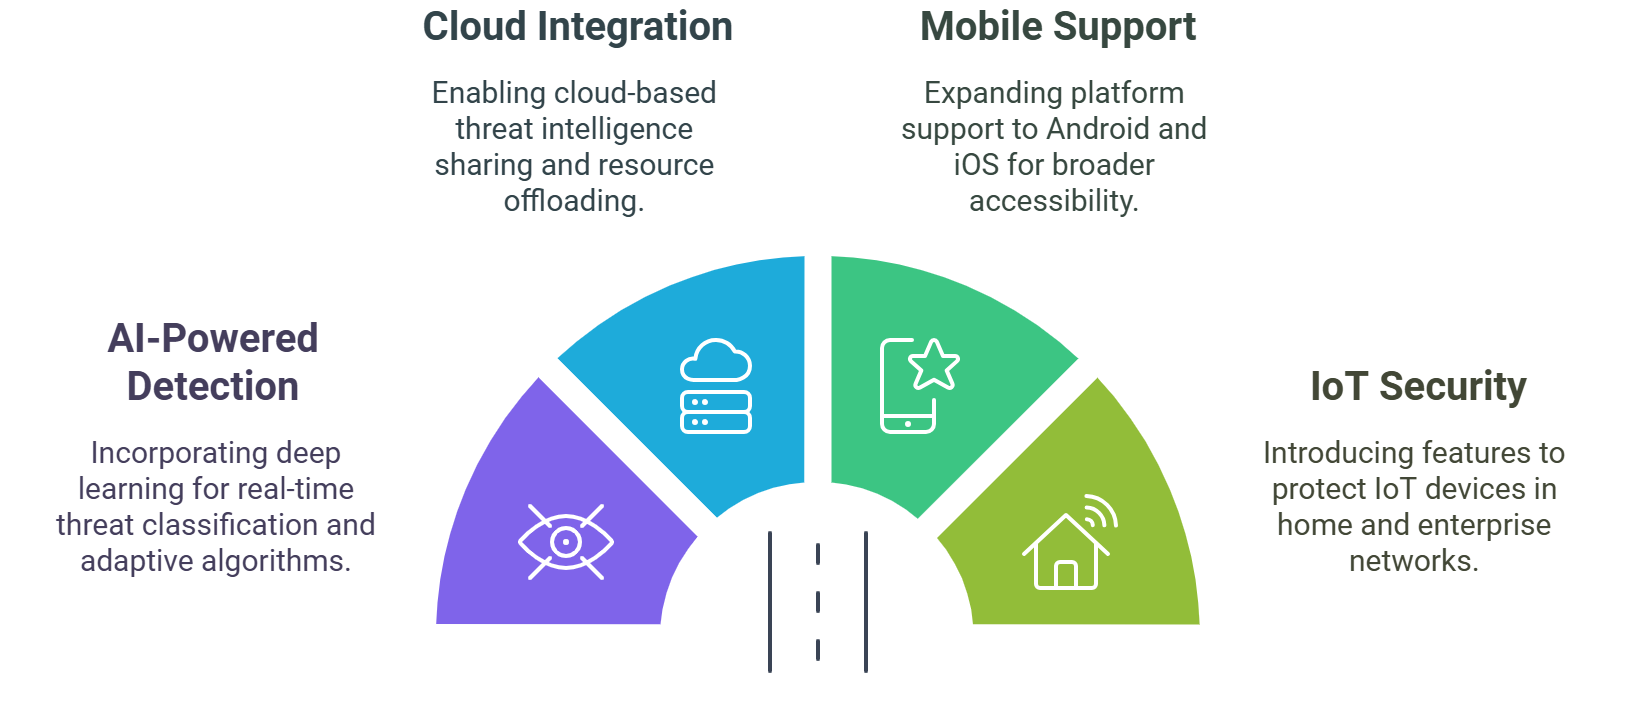 Cloud Integration
Enabling cloud-based
threat intelligence
sharing and resource
offloading.
Mobile Support
Expanding platform
support to Android and
iOS for broader
accessibility.
AI-Powered
Detection
Incorporating deep
learning for real-time
threat classification and
adaptive algorithms.
IoT Security
Introducing features to
protect IoT devices in
home and enterprise
networks.